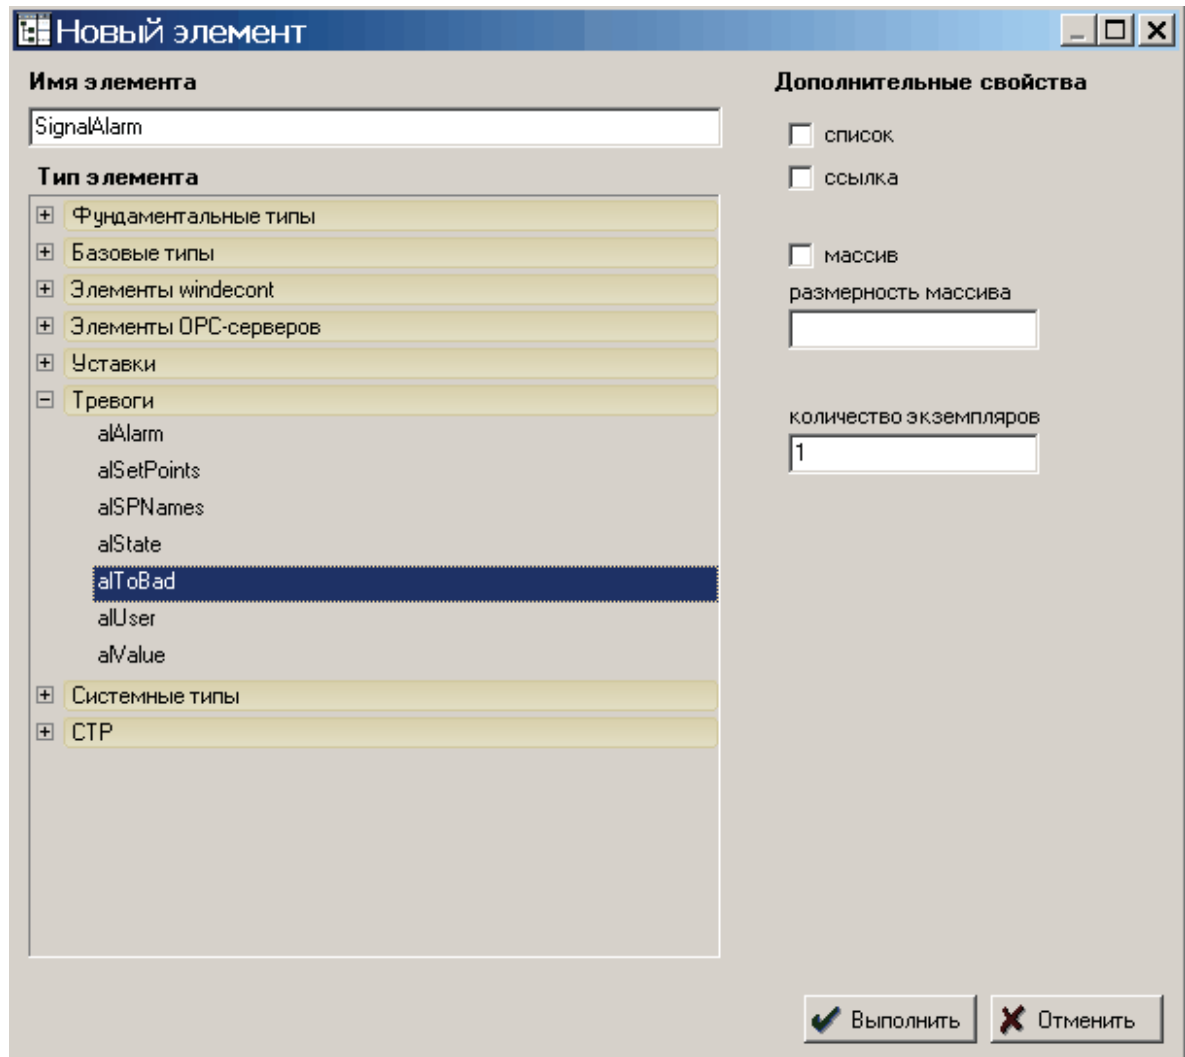 Новый элемент
Имя элемента
SignalAlarm
Тип элемента
Фундаментальные типы
Базовые типы
Элементы windecont
Элементы OPC-серверов
Уставки
Тревоги
alAlarm
alSetPoints
alSPNames
alState
alToBad
alUser
alValue
Системные типы
СТР
Дополнительные свойства
список
ссылка
массив
размерность массива
количество экземпляров
1
Выполнить
Отменить